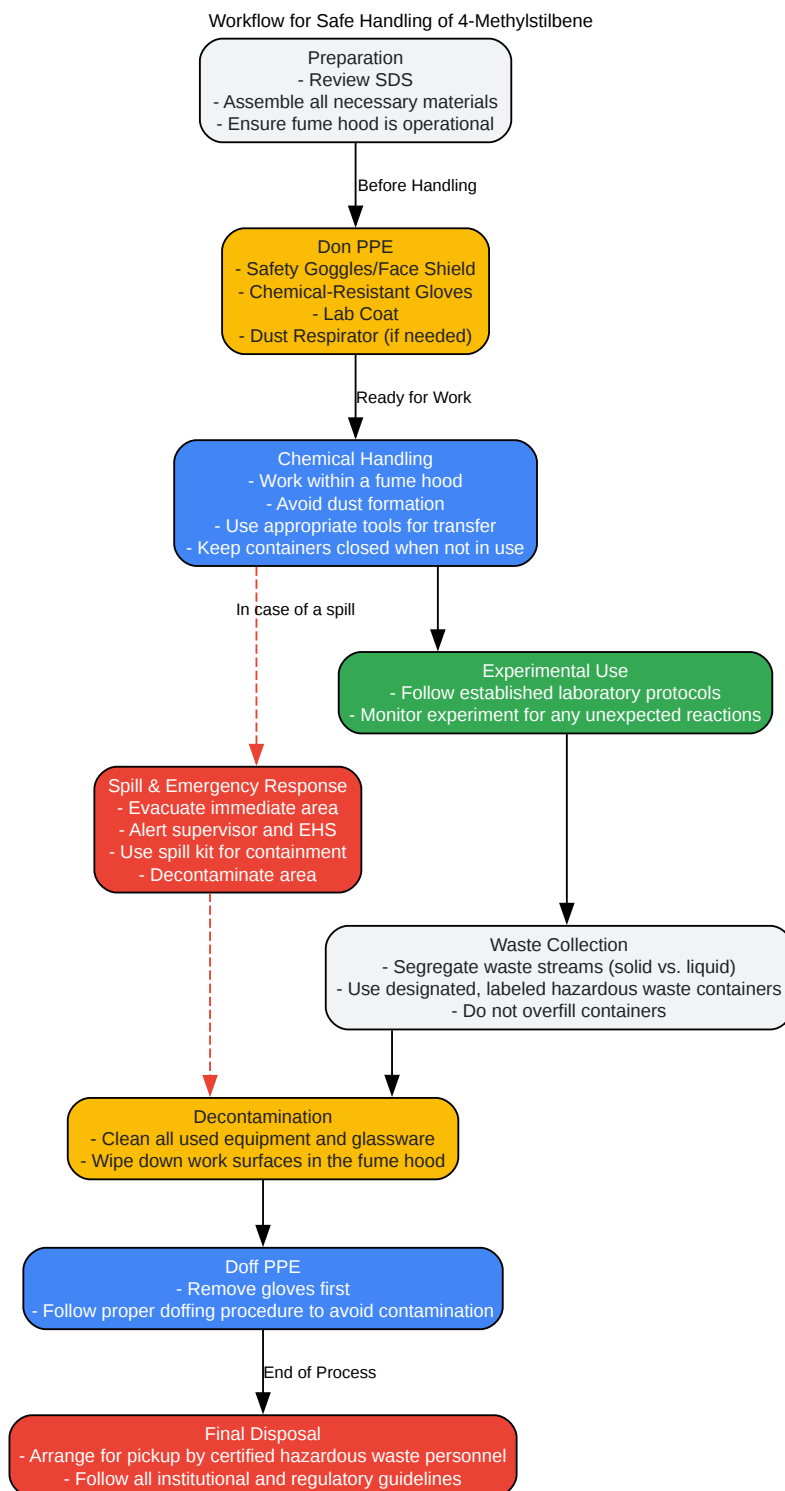 Workflow for Safe Handling of 4-Methylstilbene
Preparation
- Review SDS
- Assemble all necessary materials
- Ensure fume hood is operational
Before Handling
Don PPE
- Safety Goggles/Face Shield
- Chemical-Resistant Gloves
- Lab Coat
- Dust Respirator (if needed)
Ready for Work
Chemical Handling
- Work within a fume hood
- Avoid dust formation
- Use appropriate tools for transfer
- Keep containers closed when not in use
In case of a spill
Experimental Use
- Follow established laboratory protocols
- Monitor experiment for any unexpected reactions
Spill & Emergency Response
- Evacuate immediate area
- Alert supervisor and EHS
- Use spill kit for containment
- Decontaminate area
Waste Collection
- Segregate waste streams (solid vs. liquid)
- Use designated, labeled hazardous waste containers
- Do not overfill containers
Decontamination
- Clean all used equipment and glassware
- Wipe down work surfaces in the fume hood
Doff PPE
- Remove gloves first
- Follow proper doffing procedure to avoid contamination
End of Process
Final Disposal
- Arrange for pickup by certified hazardous waste personnel
- Follow all institutional and regulatory guidelines